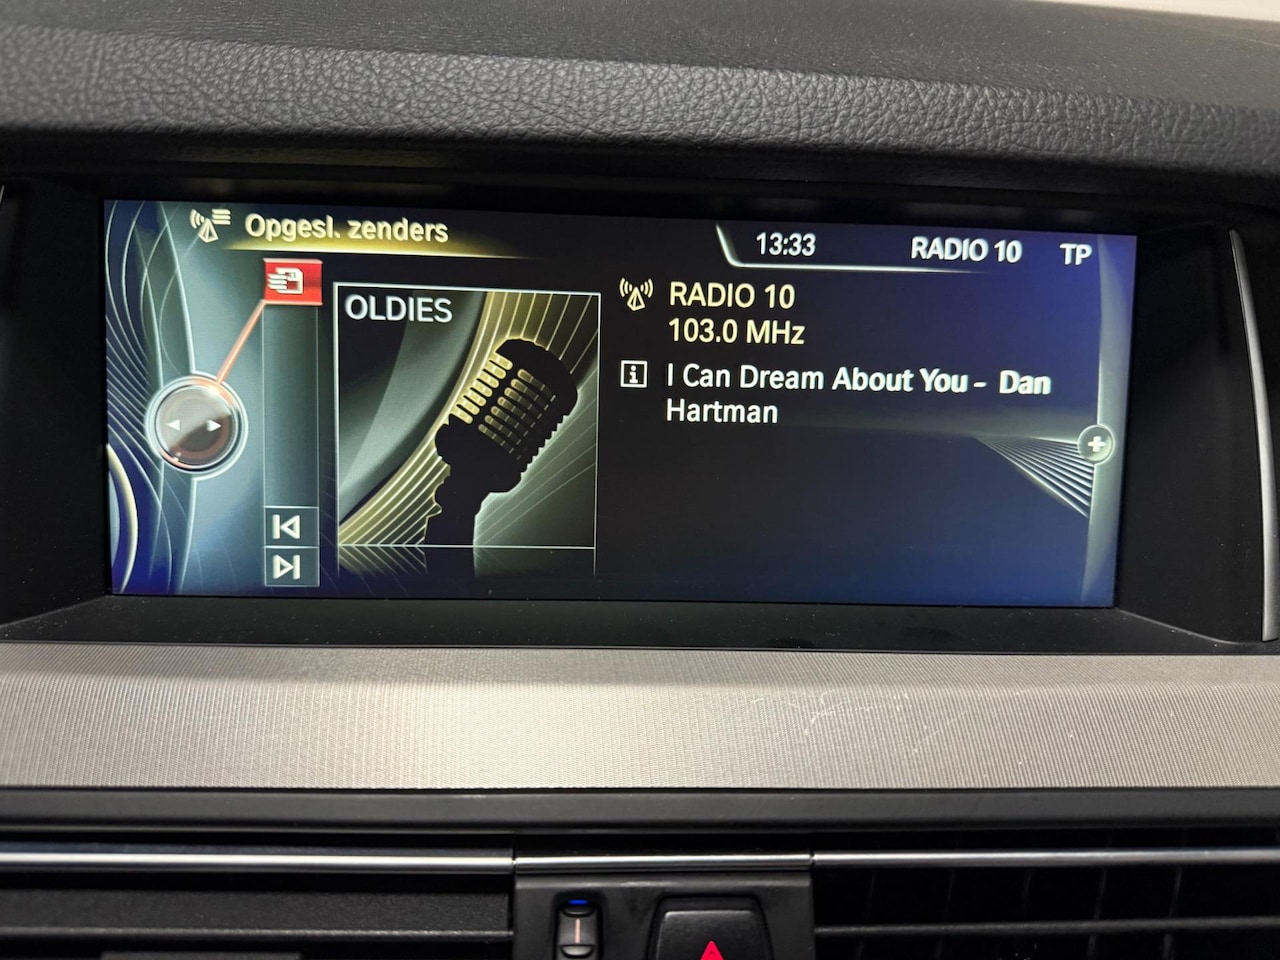 Opgesl. zenders
13:33 RADIO 10 TP
OLDIES
RADIO 10
103.0 MHz
I Can Dream About You - Dan
Hartman